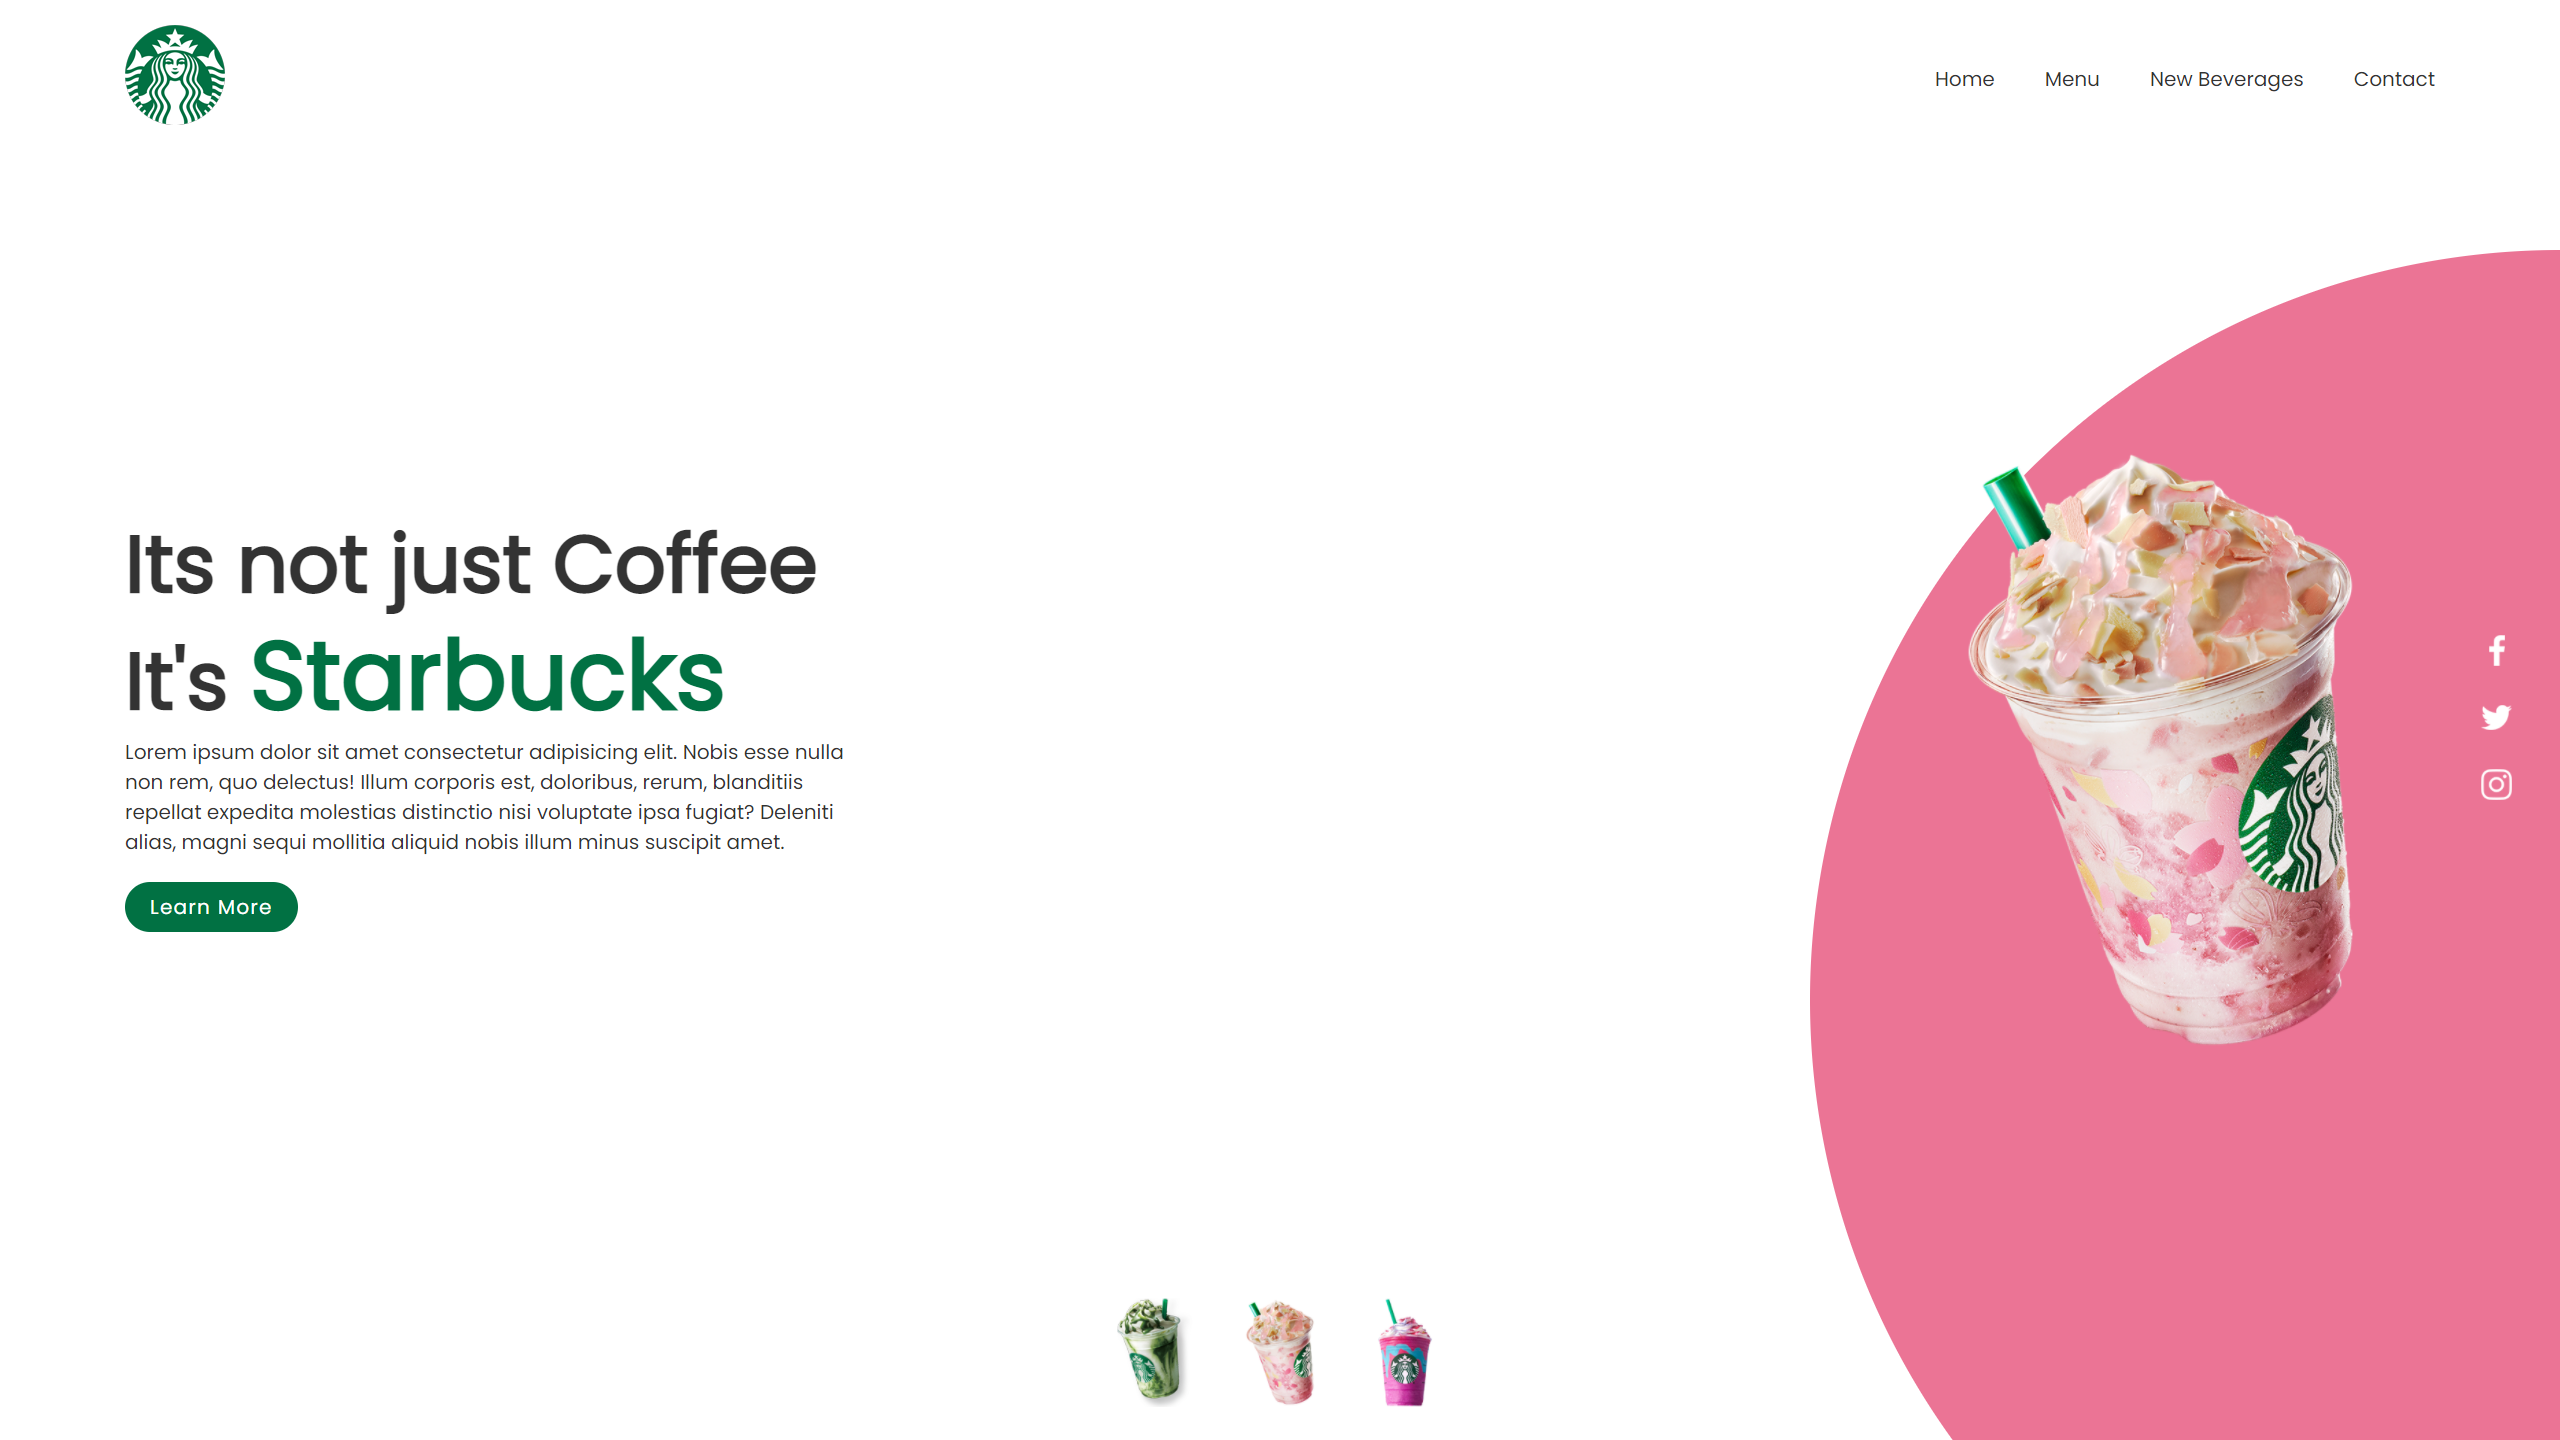 Home Menu New Beverages Contact
Its not just Coffee
It's Starbucks
Lorem ipsum dolor sit amet consectetur adipisicing elit. Nobis esse nulla
non rem, quo delectus! Illum corporis est, doloribus, rerum, blanditiis
repellat expedita molestias distinctio nisi voluptate ipsa fugiat? Deleniti
alias, magni sequi mollitia aliquid nobis illum minus suscipit amet.
Learn More